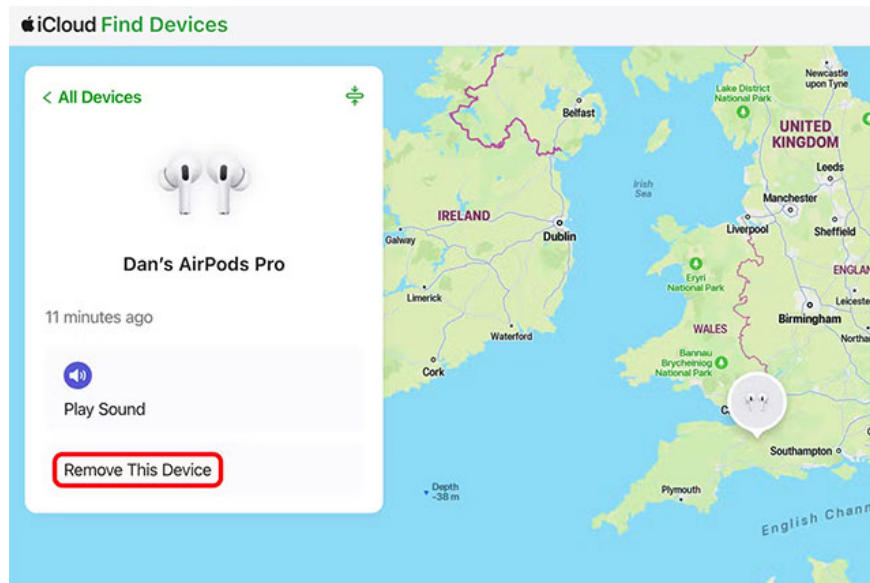 iCloud Find Devices
< All Devices
Dan's AirPods Pro
11 minutes ago
Play Sound
Remove This Device
Newcastle
upon Tyne
Lake District
National Park
Belfast
UNITED
KINGDOM
Leeds
Irish
Sea
Manchester
IRELAND
Galway
Dublin
Liverpool
Sheffield
Eryri
National Park
ENGLAN
Limerick
Leiceste
Birmingham
Waterford
WALES
Northa
Bannau
Brycheiniog
National Park
Cork
C
Southampton
Depth
-38 m
Plymouth
English Chann